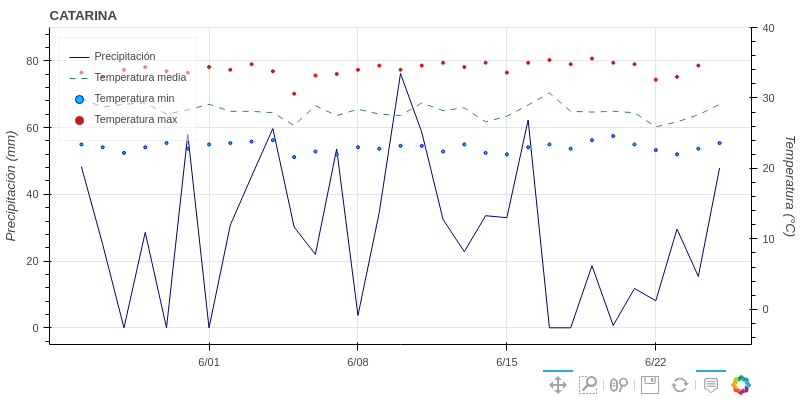 CATARINA
Precipitación
Temperatura media
Temperatura min
Temperatura max
Precipitación (mm)
80
60
40
20
0
Temperatura (°C)
40
30
20
10
0
6/01
6/08
6/15
6/22